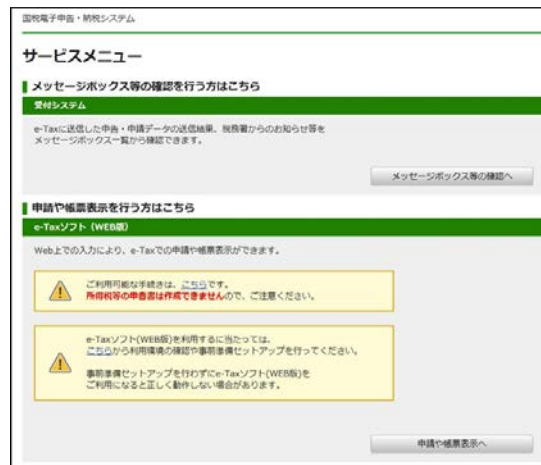 国税電子申告・納税システム
サービスメニュー
メッセージボックス等の確認を行う方はこちら
受付システム
e-Taxに送信した申告・申請データの送信結果、税務署からのお知らせ等を
メッセージボックス一覧から確認できます。
メッセージボックス等の確認へ
申請や帳票表示を行う方はこちら
e-Taxソフト（WEB版）
Web上での入力により、e-Taxでの申請や帳票表示ができます。
ご利用可能な手続きは、こちらです。
所得税等の申告書は作成できませんので、ご注意ください。
e-Taxソフト(WEB版)を利用するに当たっては、
こちらから利用環境の確認や事前準備セットアップを行ってください。
事前準備セットアップを行わずにe-Taxソフト(WEB版)を
ご利用になると正しく動作しない場合があります。
申請や帳票表示へ